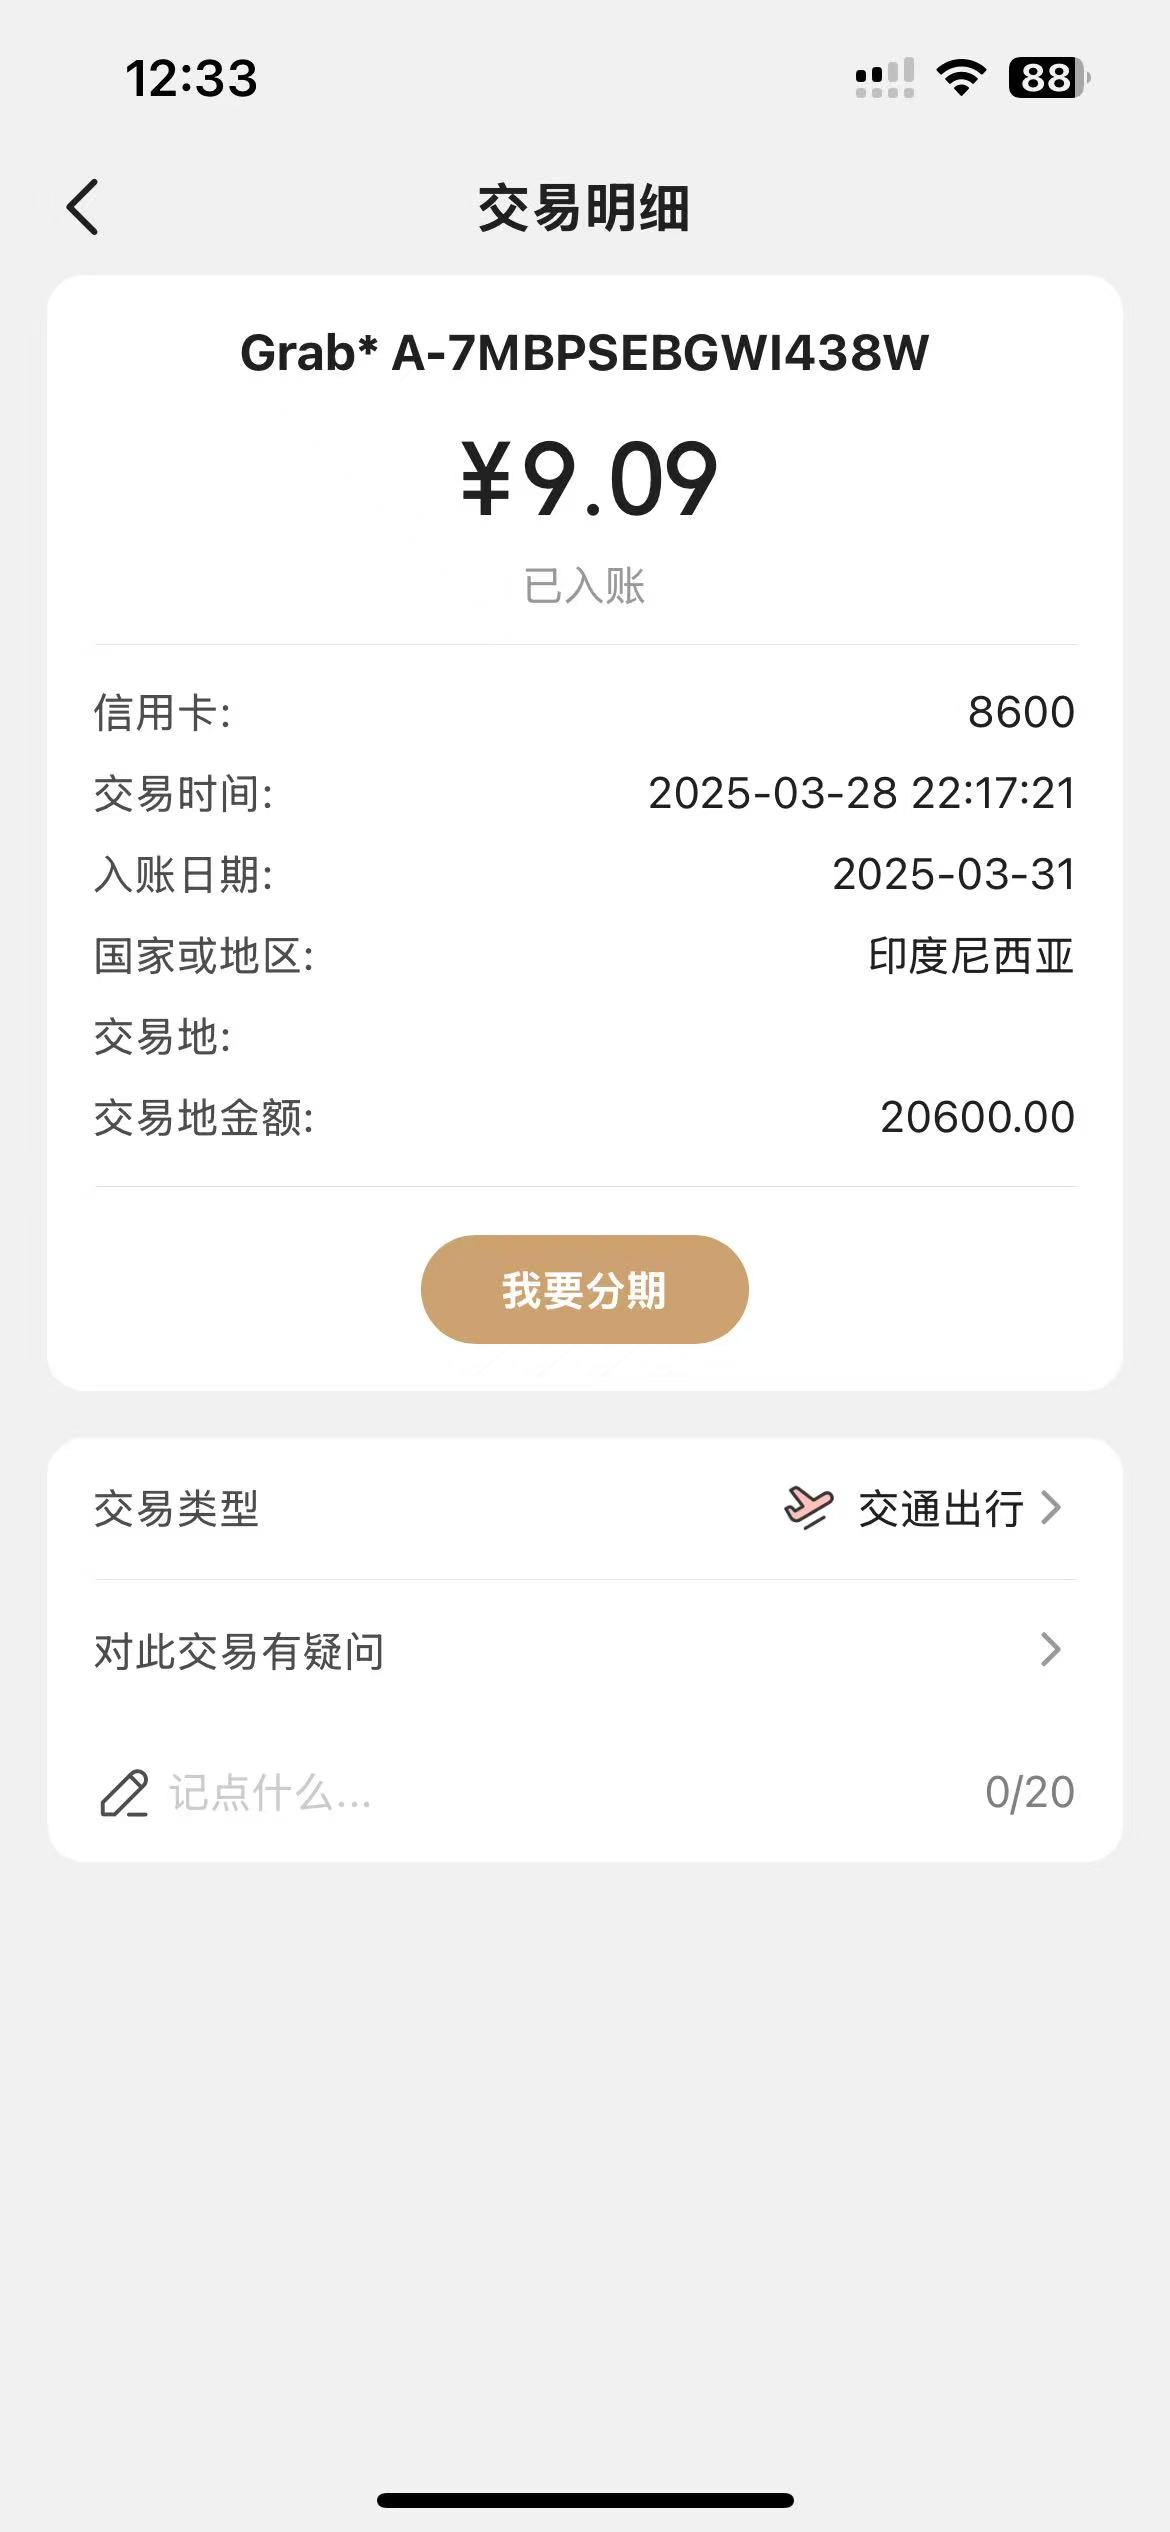 12:33
88
交易明细
Grab* A-7MBPSEBGWI438W
¥9.09
已入账
信用卡: 8600
交易时间: 2025-03-28 22:17:21
入账日期: 2025-03-31
国家或地区: 印度尼西亚
交易地:
交易地金额: 20600.00
我要分期
交易类型 交通出行
对此交易有疑问
记点什么... 0/20